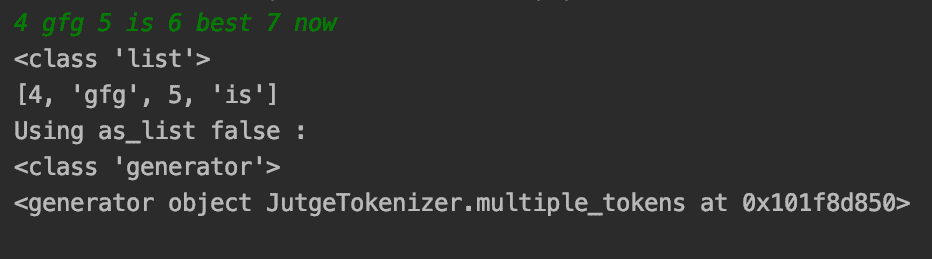 4 gfg 5 is 6 best 7 now
<class 'list'>
[4, 'gfg', 5, 'is']
Using as_list false :
<class 'generator'>
<generator object JutgeTokenizer.multiple_tokens at 0x101f8d850>